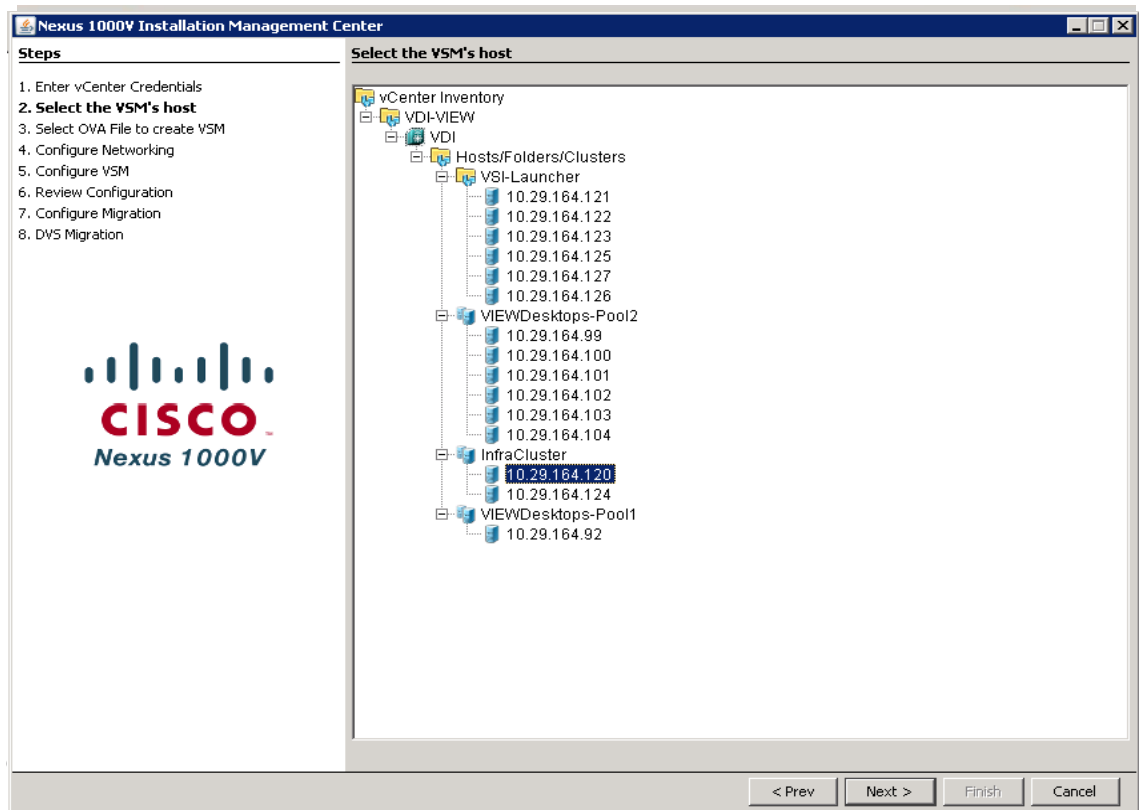 Nexus 1000V Installation Management Center
Steps
1. Enter vCenter Credentials
2. Select the VSM's host
3. Select OVA File to create VSM
4. Configure Networking
5. Configure VSM
6. Review Configuration
7. Configure Migration
8. DVS Migration
CISCO
Nexus 1000V
Select the VSM's host
vCenter Inventory
VDI-VIEW
VDI
Hosts/Folders/Clusters
VSI-Launcher
10.29.164.121
10.29.164.122
10.29.164.123
10.29.164.125
10.29.164.127
10.29.164.126
VIEWDesktops-Pool2
10.29.164.99
10.29.164.100
10.29.164.101
10.29.164.102
10.29.164.103
10.29.164.104
InfraCluster
10.29.164.120
10.29.164.124
VIEWDesktops-Pool1
10.29.164.92
< Prev
Next >
Finish
Cancel